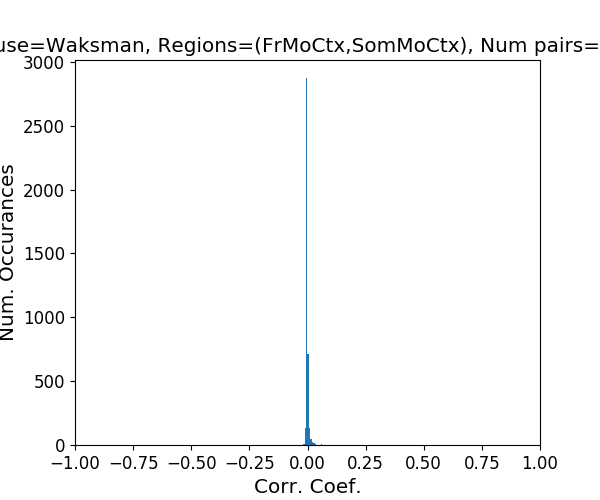 use=Waksman, Regions=(FrMoCtx,SomMoCtx), Num pairs=
3000
2500
2000
1500
1000
500
0
Num. Occurances
−1.00 −0.75 −0.50 −0.25 0.00 0.25 0.50 0.75 1.00
Corr. Coef.